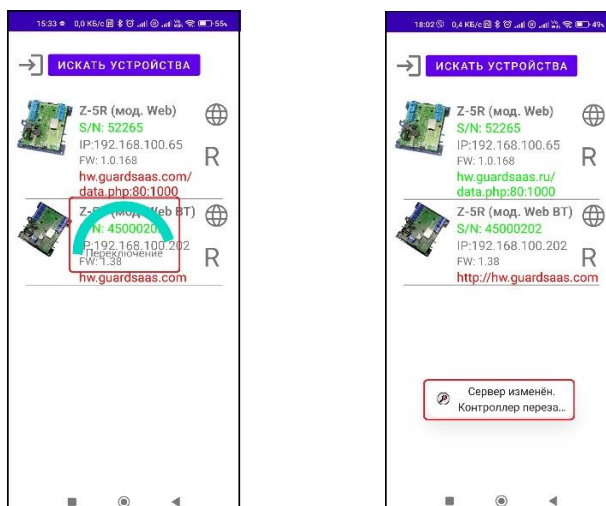 15:33 0,0 КБ/с 55%
ИСКАТЬ УСТРОЙСТВА
Z-5R (мод. Web)
S/N: 52265
IP:192.168.100.65
FW: 1.0.168
R
hw.guardsaas.com/
data.php:80:1000
Z-5R (мод. Web BT)
S/N: 45000202
IP:192.168.100.202
FW: 1.38
R
Переключение
hw.guardsaas.com
18:02 0,4 КБ/с 49%
ИСКАТЬ УСТРОЙСТВА
Z-5R (мод. Web)
S/N: 52265
IP:192.168.100.65
FW: 1.0.168
R
hw.guardsaas.ru/
data.php:80:1000
Z-5R (мод. Web BT)
S/N: 45000202
IP:192.168.100.202
FW: 1.38
R
http://hw.guardsaas.com
Сервер изменён.
Контроллер переза...